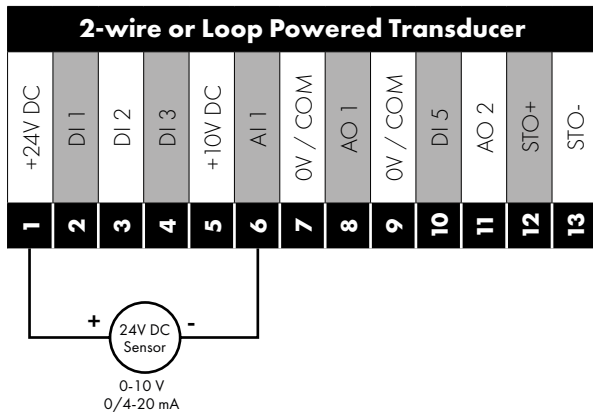 2-wire or Loop Powered Transducer
+24V DC
DI 1
DI 2
DI 3
+10V DC
AI 1
0V / COM
AO 1
0V / COM
DI 5
AO 2
STO+
STO-
1
2
3
4
5
6
7
8
9
10
11
12
13
+
-
24V DC
Sensor
0-10 V
0/4-20 mA